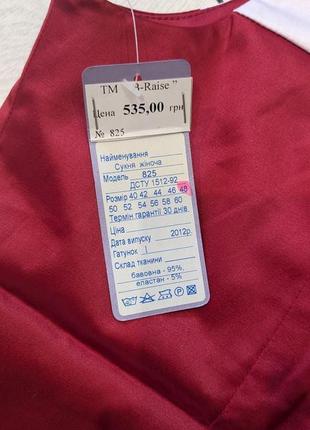 ТМ B-Raise ”
Цена 535,00 грн
№ 825
Найменування
Сукня жіноча
Модель 825
ДСТУ 1512-92
Розмір 40 42 44 46 48
50 52 54 56 58 60
Термін гарантії 30 днів
Ціна
Дата випуску 2012р.
Гатунок I
Склад тканини
бавовна - 95%,
еластан - 5%